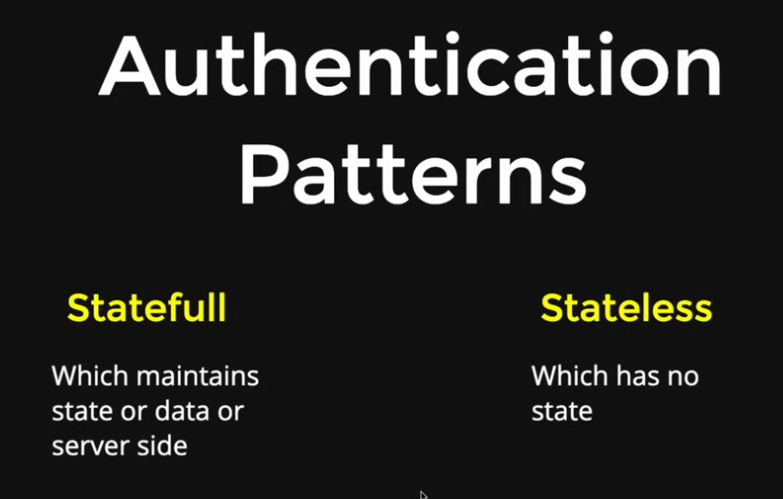 Authentication
Patterns
Statefull
Stateless
Which maintains
state or data or
server side
Which has no
state